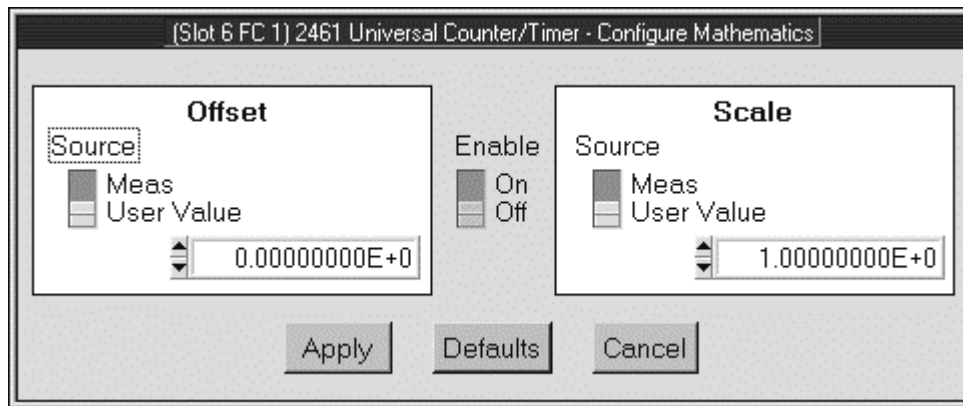 (Slot 6 FC 1) 2461 Universal Counter/Timer - Configure Mathematics
Offset
Source
Meas
User Value
0.00000000E+0
Enable
On
Off
Scale
Source
Meas
User Value
1.00000000E+0
Apply
Defaults
Cancel